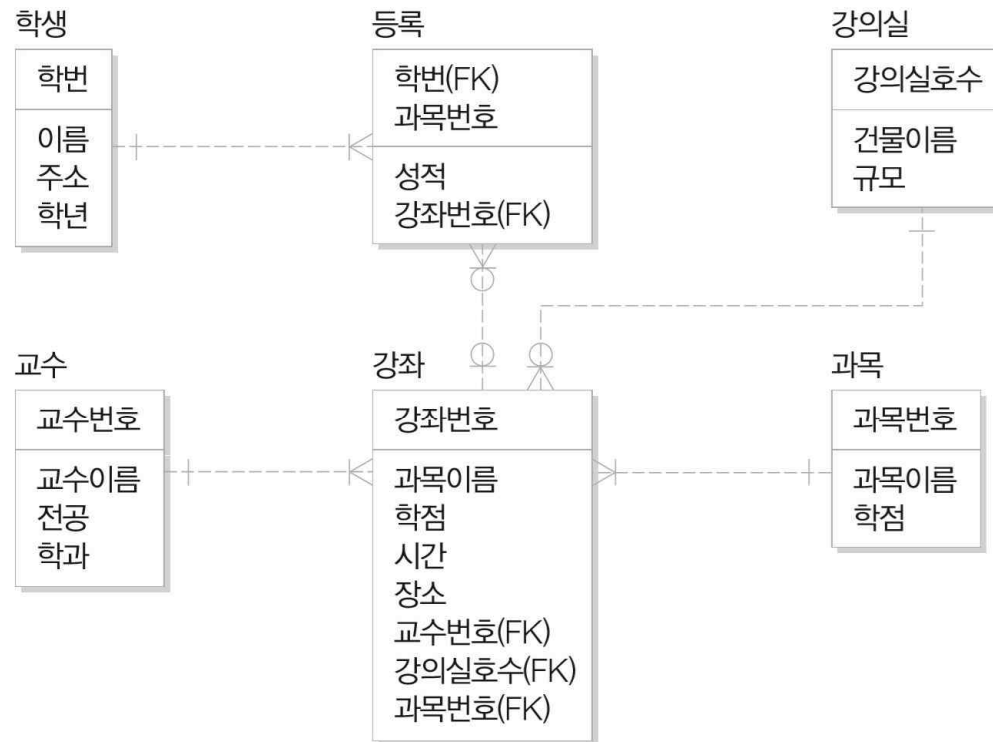 학생
학번
이름
주소
학년
등록
학번(FK)
과목번호
성적
강좌번호(FK)
강의실
강의실호수
건물이름
규모
교수
교수번호
교수이름
전공
학과
강좌
강좌번호
과목이름
학점
시간
장소
교수번호(FK)
강의실호수(FK)
과목번호(FK)
과목
과목번호
과목이름
학점